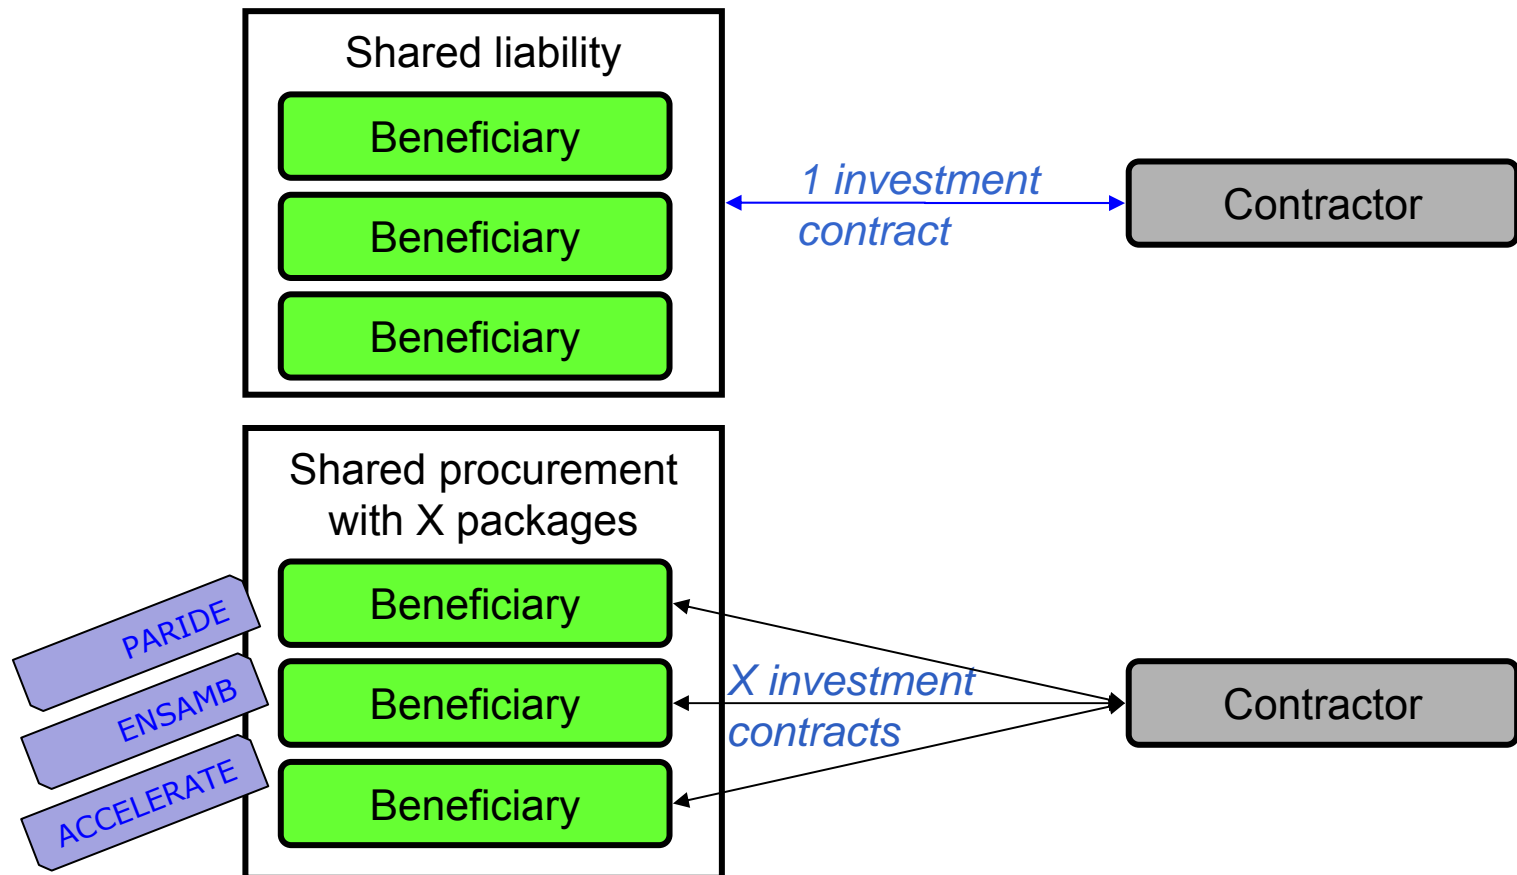 Shared liability
Beneficiary
Beneficiary
Beneficiary
1 investment
contract
Contractor
Shared procurement
with X packages
Beneficiary
Beneficiary
Beneficiary
PARIDE
ENSAMB
ACCELERATE
X investment
contracts
Contractor